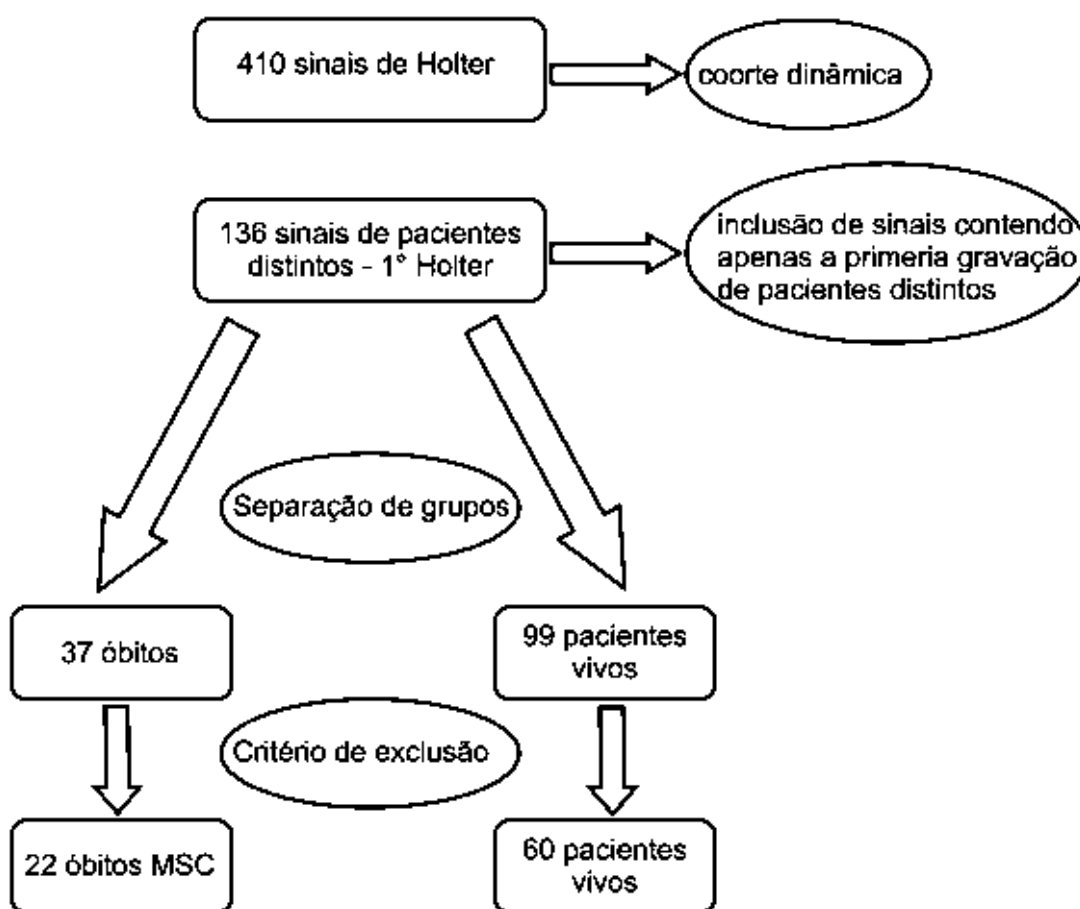 410 sinais de Holter
coorte dinâmica
136 sinais de pacientes
distintos - 1° Holter
inclusão de sinais contendo
apenas a primeria gravação
de pacientes distintos
Separação de grupos
37 óbitos
99 pacientes
vivos
Critério de exclusão
22 óbitos MSC
60 pacientes
vivos